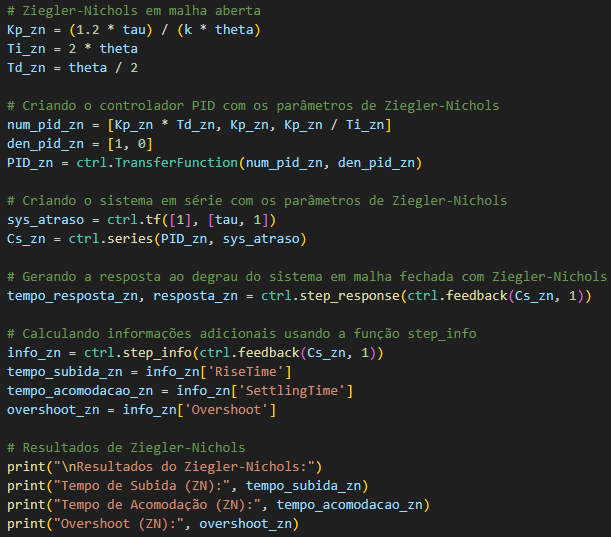 # Ziegler-Nichols em malha aberta
Kp_zn = (1.2 * tau) / (k * theta)
Ti_zn = 2 * theta
Td_zn = theta / 2
# Criando o controlador PID com os parâmetros de Ziegler-Nichols
num_pid_zn = [Kp_zn * Td_zn, Kp_zn, Kp_zn / Ti_zn]
den_pid_zn = [1, 0]
PID_zn = ctrl.TransferFunction(num_pid_zn, den_pid_zn)
# Criando o sistema em série com os parâmetros de Ziegler-Nichols
sys_atraso = ctrl.tf([1], [tau, 1])
Cs_zn = ctrl.series(PID_zn, sys_atraso)
# Gerando a resposta ao degrau do sistema em malha fechada com Ziegler-Nichols
tempo_resposta_zn, resposta_zn = ctrl.step_response(ctrl.feedback(Cs_zn, 1))
# Calculando informações adicionais usando a função step_info
info_zn = ctrl.step_info(ctrl.feedback(Cs_zn, 1))
tempo_subida_zn = info_zn['RiseTime']
tempo_acomodacao_zn = info_zn['SettlingTime']
overshoot_zn = info_zn['Overshoot']
# Resultados de Ziegler-Nichols
print("\nResultados do Ziegler-Nichols:")
print("Tempo de Subida (ZN):", tempo_subida_zn)
print("Tempo de Acomodação (ZN):", tempo_acomodacao_zn)
print("Overshoot (ZN):", overshoot_zn)